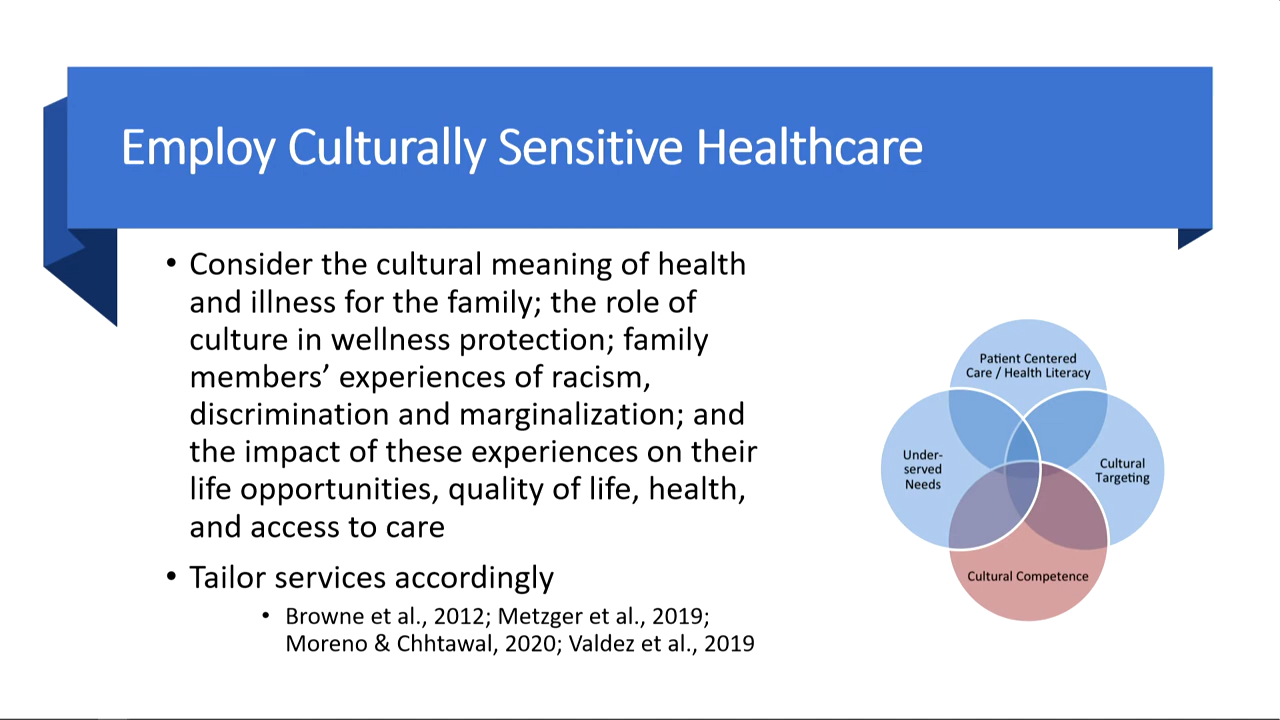 Employ Culturally Sensitive Healthcare
• Consider the cultural meaning of health
and illness for the family; the role of
culture in wellness protection; family
members’ experiences of racism,
discrimination and marginalization; and
the impact of these experiences on their
life opportunities, quality of life, health,
and access to care
• Tailor services accordingly
• Browne et al., 2012; Metzger et al., 2019;
Moreno & Chhtawal, 2020; Valdez et al., 2019
Patient Centered
Care / Health Literacy
Under-
served
Needs
Cultural
Targeting
Cultural Competence